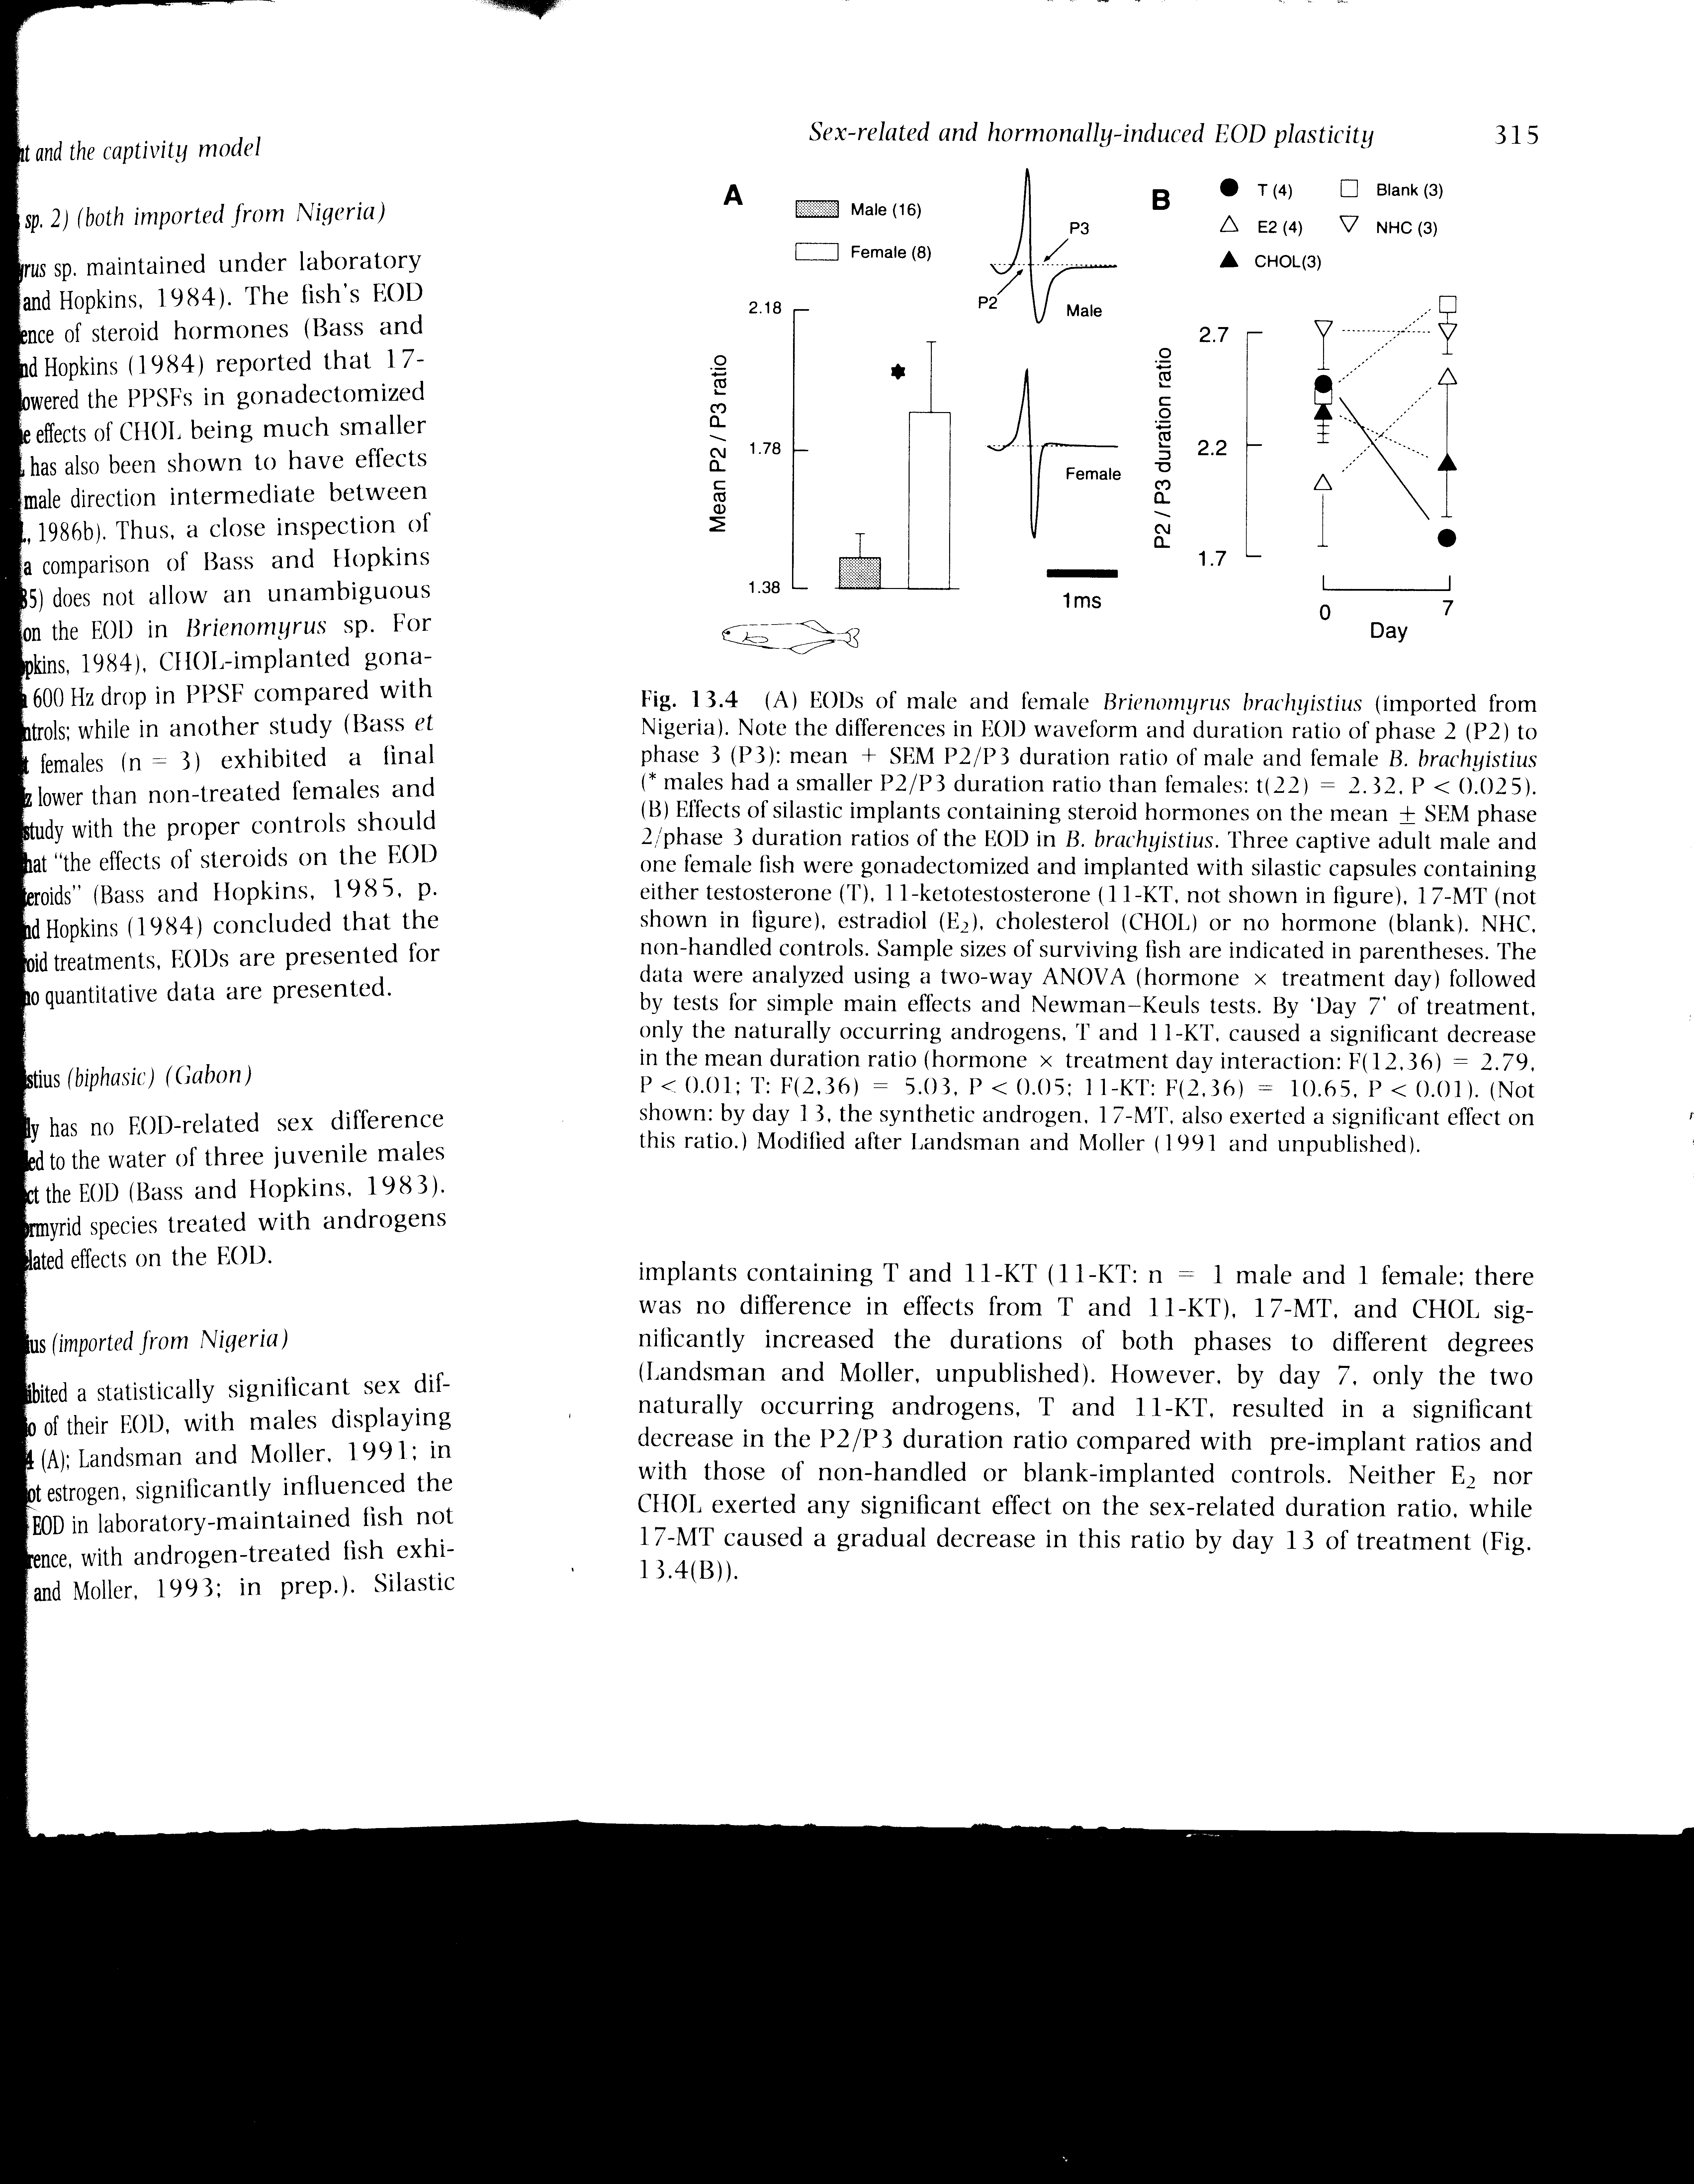 and the captivity model
sp. 2) (both imported from Nigeria)
sp. maintained under laboratory
and Hopkins, 1984). The fish's EOD
of steroid hormones (Bass and
Hopkins (1984) reported that 17-
the PPSFs in gonadectomized
effects of CHOL being much smaller
has also been shown to have effects
male direction intermediate between
1986b). Thus, a close inspection of
a comparison of Bass and Hopkins
does not allow an unambiguous
on the EOD in Brienomyrus sp. For
1984), CHOL-implanted gona-
600 Hz drop in PPSF compared with
while in another study (Bass et
females (n = 3) exhibited a final
lower than non-treated females and
study with the proper controls should
"the effects of steroids on the EOD
(Bass and Hopkins, 1985, p.
Hopkins (1984) concluded that the
treatments, EODs are presented for
no quantitative data are presented.
(biphasic) (Gabon)
has no EOD-related sex difference
to the water of three juvenile males
the EOD (Bass and Hopkins, 1983).
species treated with androgens
effects on the EOD.
(imported from Nigeria)
a statistically significant sex dif-
of their EOD, with males displaying
(A); Landsman and Moller, 1991; in
estrogen, significantly influenced the
EOD in laboratory-maintained fish not
with androgen-treated fish exhi-
and Moller, 1993; in prep.). Silastic
Sex-related and hormonally-induced EOD plasticity 315
A
Male (16)
Female (8)
2.18
1.78
1.38
Mean P2 / P3 ratio
P3
P2
Male
Female
1ms
B
T (4) Blank (3)
E2 (4) NHC (3)
CHOL(3)
2.7
2.2
1.7
P2 / P3 duration ratio
0 7
Day
Fig. 13.4 (A) EODs of male and female Brienomyrus brachyistius (imported from
Nigeria). Note the differences in EOD waveform and duration ratio of phase 2 (P2) to
phase 3 (P3): mean + SEM P2/P3 duration ratio of male and female B. brachyistius
(* males had a smaller P2/P3 duration ratio than females: t(22) = 2.32, P < 0.025).
(B) Effects of silastic implants containing steroid hormones on the mean ± SEM phase
2/phase 3 duration ratios of the EOD in B. brachyistius. Three captive adult male and
one female fish were gonadectomized and implanted with silastic capsules containing
either testosterone (T), 11-ketotestosterone (11-KT, not shown in figure), 17-MT (not
shown in figure), estradiol (E₂), cholesterol (CHOL) or no hormone (blank). NHC,
non-handled controls. Sample sizes of surviving fish are indicated in parentheses. The
data were analyzed using a two-way ANOVA (hormone × treatment day) followed
by tests for simple main effects and Newman–Keuls tests. By 'Day 7' of treatment,
only the naturally occurring androgens, T and 11-KT, caused a significant decrease
in the mean duration ratio (hormone × treatment day interaction: F(12,36) = 2.79,
P < 0.01; T: F(2,36) = 5.03, P < 0.05; 11-KT: F(2,36) = 10.65, P < 0.01). (Not
shown: by day 13, the synthetic androgen, 17-MT, also exerted a significant effect on
this ratio.) Modified after Landsman and Moller (1991 and unpublished).
implants containing T and 11-KT (11-KT: n = 1 male and 1 female; there
was no difference in effects from T and 11-KT), 17-MT, and CHOL sig-
nificantly increased the durations of both phases to different degrees
(Landsman and Moller, unpublished). However, by day 7, only the two
naturally occurring androgens, T and 11-KT, resulted in a significant
decrease in the P2/P3 duration ratio compared with pre-implant ratios and
with those of non-handled or blank-implanted controls. Neither E₂ nor
CHOL exerted any significant effect on the sex-related duration ratio, while
17-MT caused a gradual decrease in this ratio by day 13 of treatment (Fig.
13.4(B)).